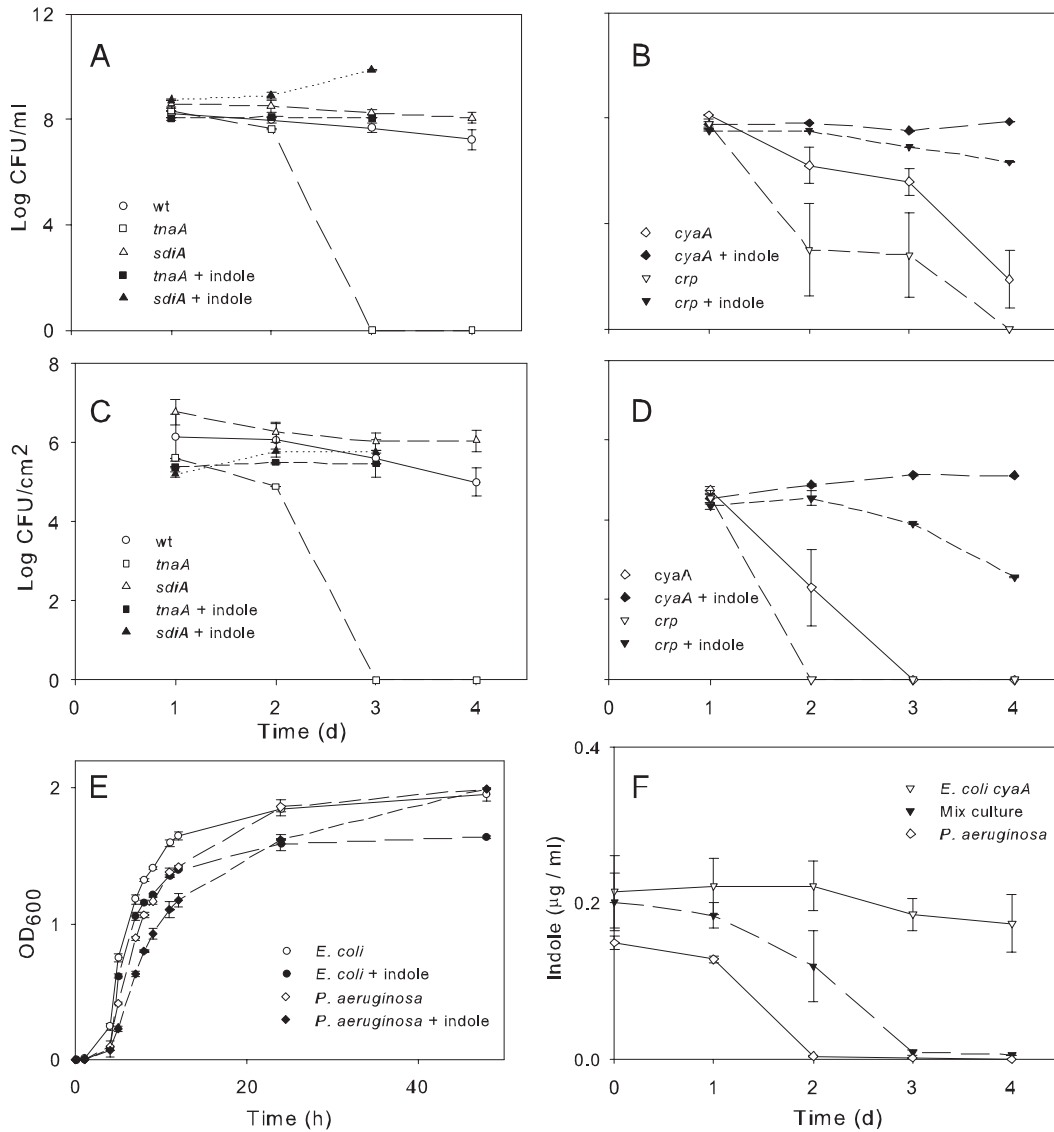 12
8
4
0
Log CFU/ml
A
wt
tnaA
sdiA
tnaA + indole
sdiA + indole
B
cyaA
cyaA + indole
crp
crp + indole
8
6
4
2
0
Log CFU/cm2
C
wt
tnaA
sdiA
tnaA + indole
sdiA + indole
0 1 2 3 4
Time (d)
D
cyaA
cyaA + indole
crp
crp + indole
0 1 2 3 4
Time (d)
2
1
0
OD600
E
E. coli
E. coli + indole
P. aeruginosa
P. aeruginosa + indole
0 20 40
Time (h)
0.4
0.2
0.0
Indole (µg / ml)
F
E. coli cyaA
Mix culture
P. aeruginosa
0 1 2 3 4
Time (d)